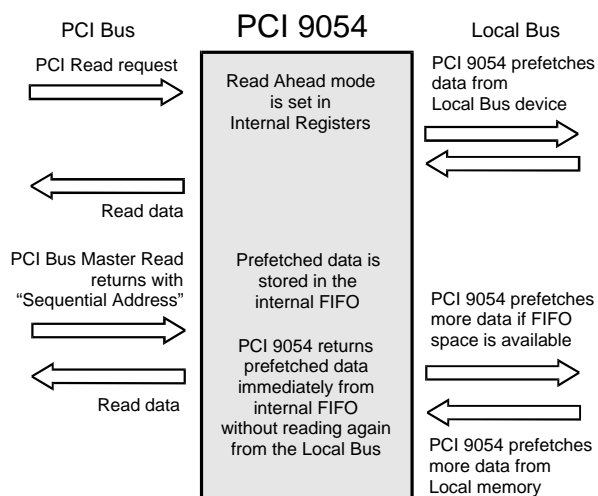 PCI Bus
PCI 9054
Local Bus
PCI Read request
Read Ahead mode
is set in
Internal Registers
PCI 9054 prefetches
data from
Local Bus device
Read data
PCI Bus Master Read
returns with
“Sequential Address”
Prefetched data is
stored in the
internal FIFO
PCI 9054 prefetches
more data if FIFO
space is available
PCI 9054 returns
prefetched data
immediately from
internal FIFO
without reading again
from the Local Bus
Read data
PCI 9054 prefetches
more data from
Local memory